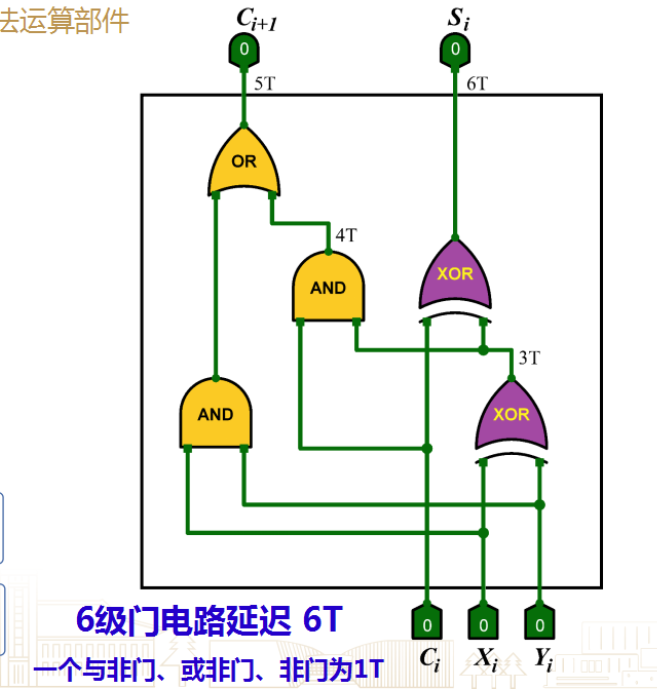 法运算部件
C_{i+1} S_i
0 0
5T 6T
OR
4T
AND XOR
3T
AND XOR
0 0 0
C_i X_i Y_i
6级门电路延迟 6T
一个与非门、或非门、非门为1T